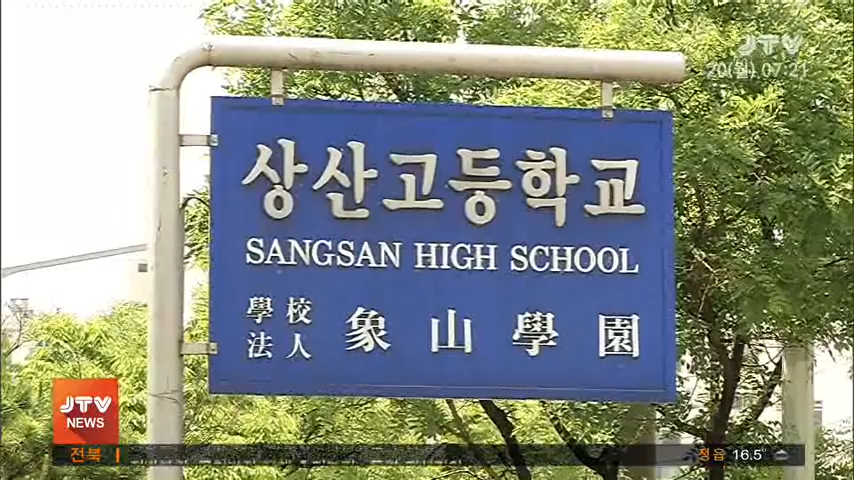 JTV
20(월) 07:21
상산고등학교
SANGSAN HIGH SCHOOL
學校法人 象山學園
JTV
NEWS
전북
정읍 16.5°